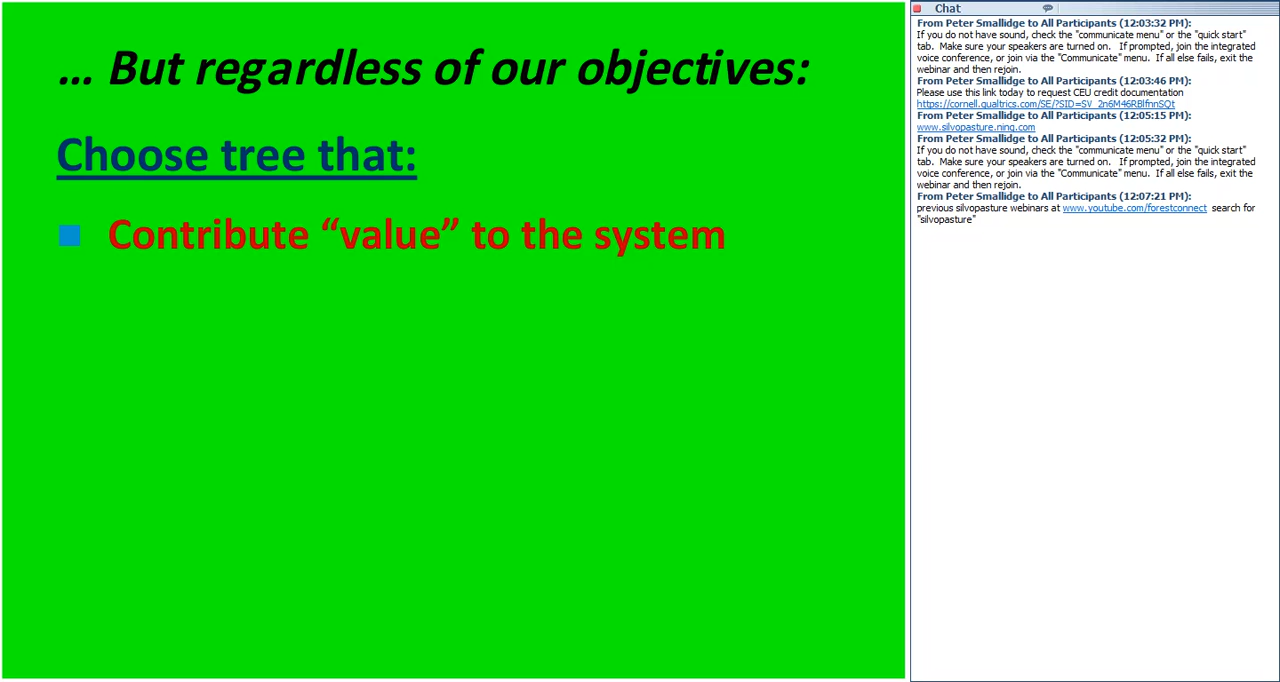 ... But regardless of our objectives:
Choose tree that:
Contribute “value” to the system
Chat
From Peter Smallidge to All Participants (12:03:32 PM):
If you do not have sound, check the "communicate menu" or the "quick start"
tab.  Make sure your speakers are turned on.   If prompted, join the integrated
voice conference, or join via the "Communicate" menu.  If all else fails, exit the
webinar and then rejoin.
From Peter Smallidge to All Participants (12:03:46 PM):
Please use this link today to request CEU credit documentation
https://cornell.qualtrics.com/SE/?SID=SV_2n6M46RBlfnnSQt
From Peter Smallidge to All Participants (12:05:15 PM):
www.silvopasture.ning.com
From Peter Smallidge to All Participants (12:05:32 PM):
If you do not have sound, check the "communicate menu" or the "quick start"
tab.  Make sure your speakers are turned on.   If prompted, join the integrated
voice conference, or join via the "Communicate" menu.  If all else fails, exit the
webinar and then rejoin.
From Peter Smallidge to All Participants (12:07:21 PM):
previous silvopasture webinars at www.youtube.com/forestconnect  search for
"silvopasture"